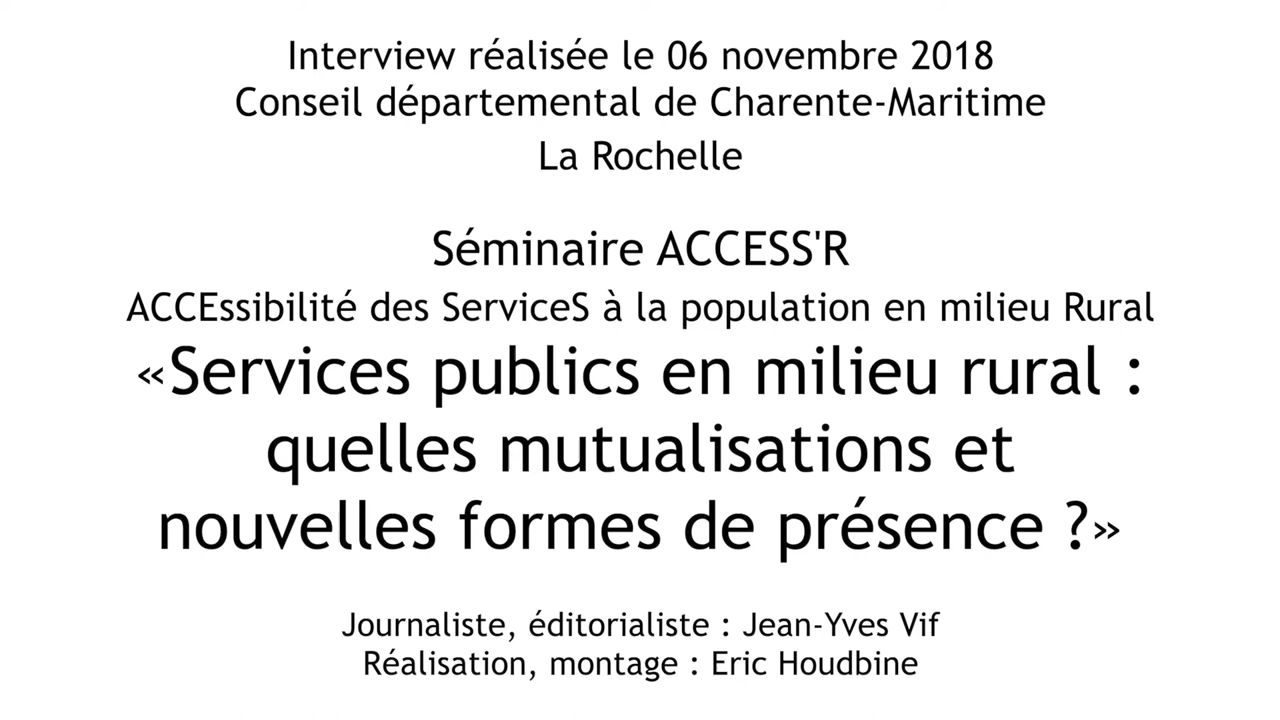 Interview réalisée le 06 novembre 2018
Conseil départemental de Charente-Maritime
La Rochelle
Séminaire ACCESS'R
ACCEssibilité des ServiceS à la population en milieu Rural
«Services publics en milieu rural :
quelles mutualisations et
nouvelles formes de présence ?»
Journaliste, éditorialiste : Jean-Yves Vif
Réalisation, montage : Eric Houdbine